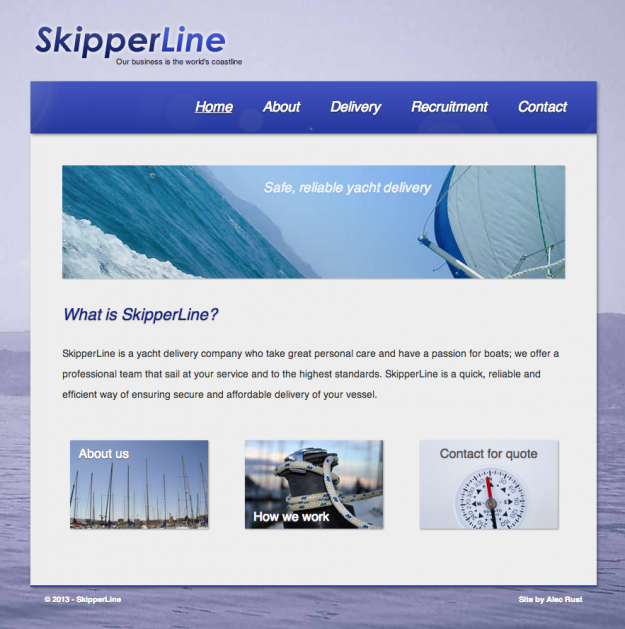 SkipperLine
Our business is the world's coastline
Home About Delivery Recruitment Contact
Safe, reliable yacht delivery
What is SkipperLine?
SkipperLine is a yacht delivery company who take great personal care and have a passion for boats; we offer a
professional team that sail at your service and to the highest standards. SkipperLine is a quick, reliable and
efficient way of ensuring secure and affordable delivery of your vessel.
About us
How we work
Contact for quote
© 2013 - SkipperLine
Site by Alec Rust